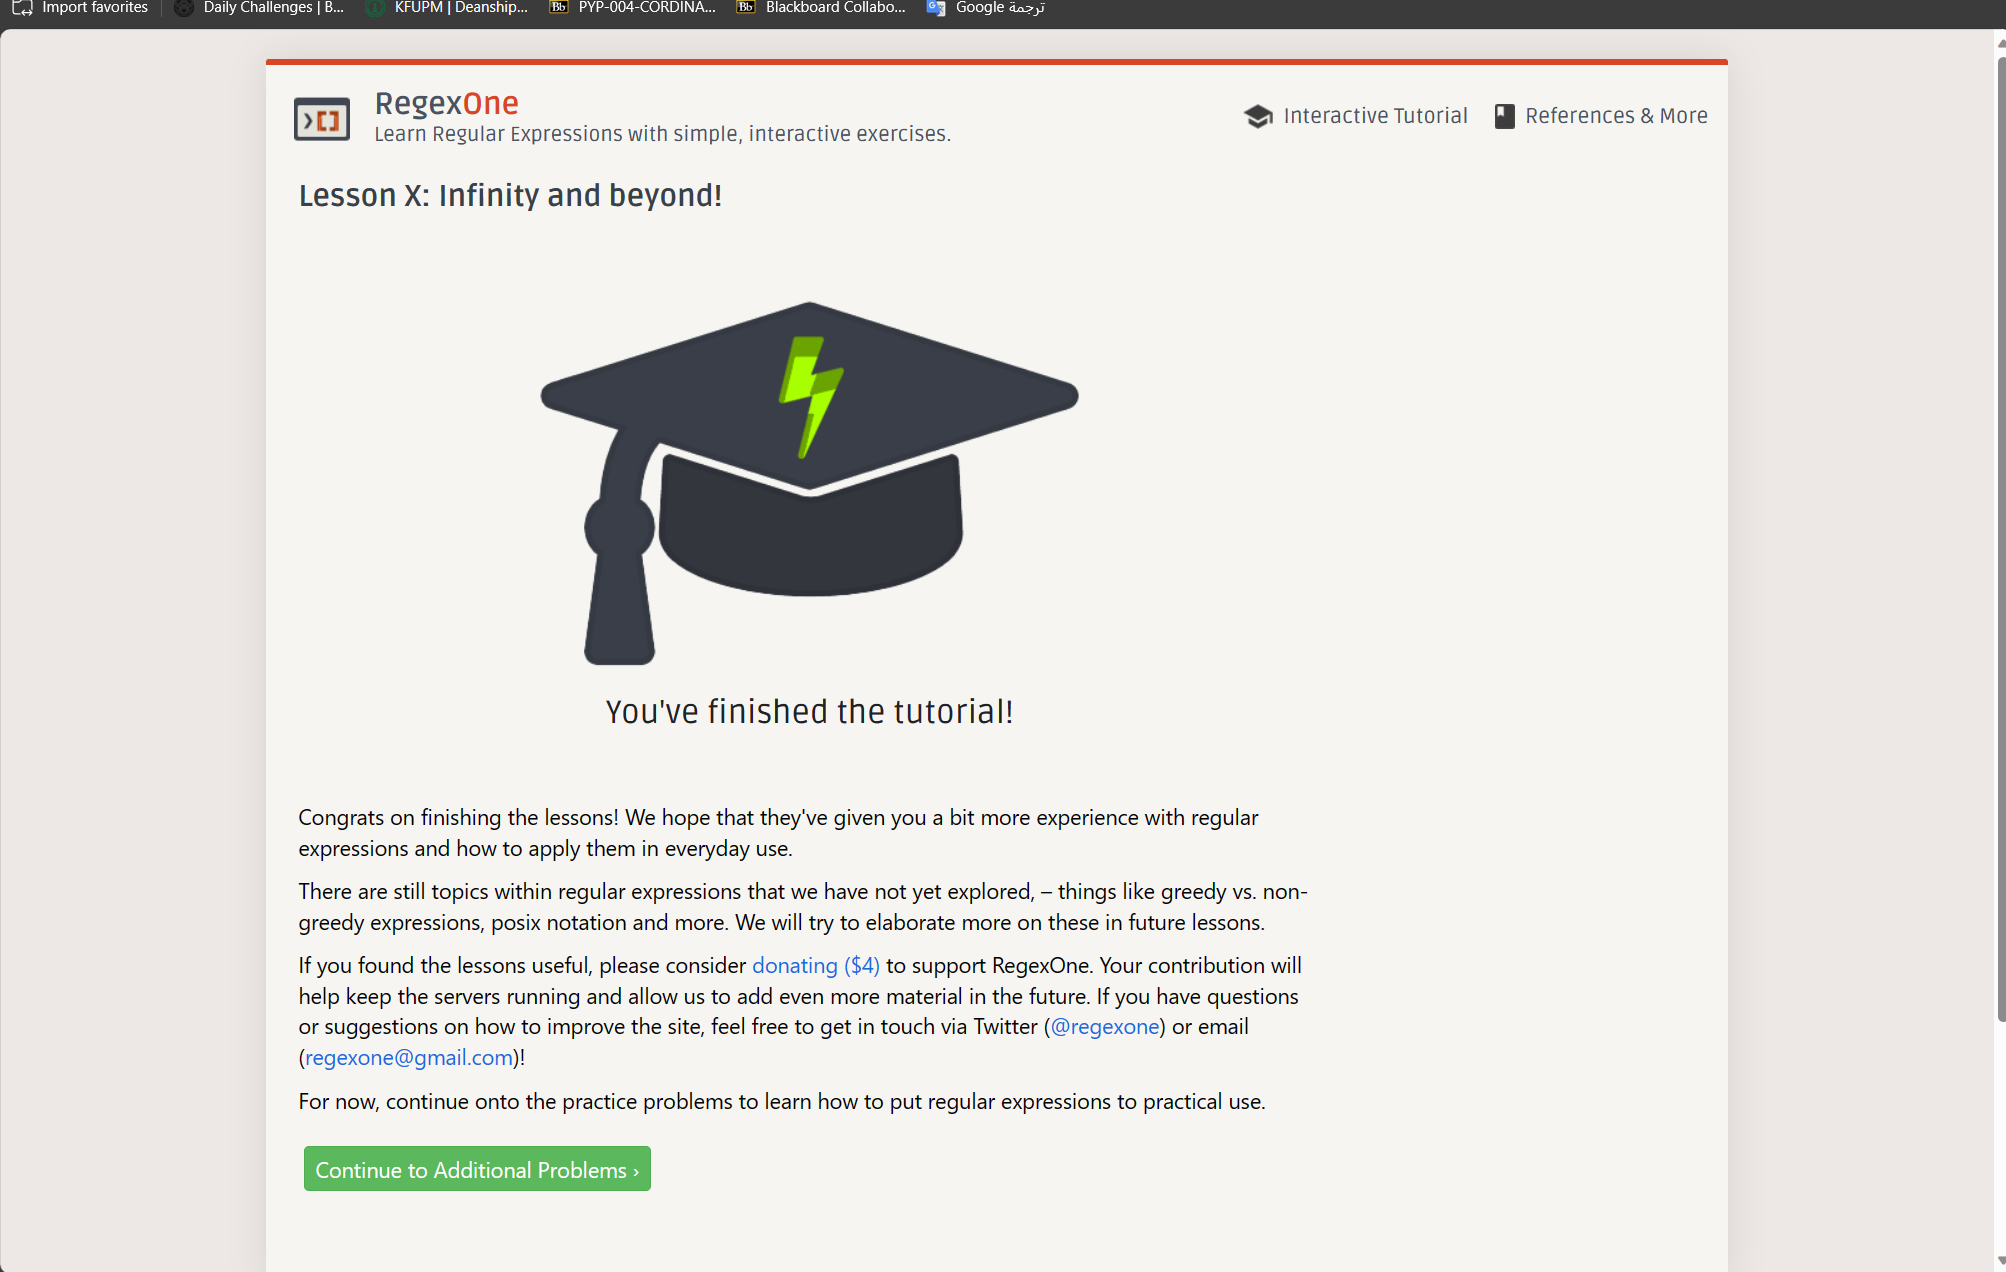 Import favorites
Daily Challenges | B...
KFUPM | Deanship...
Bb PYP-004-CORDINA...
Bb Blackboard Collabo...
Google ترجمة
RegexOne
Learn Regular Expressions with simple, interactive exercises.
Interactive Tutorial
References & More
Lesson X: Infinity and beyond!
You've finished the tutorial!
Congrats on finishing the lessons! We hope that they've given you a bit more experience with regular
expressions and how to apply them in everyday use.
There are still topics within regular expressions that we have not yet explored, – things like greedy vs. non-
greedy expressions, posix notation and more. We will try to elaborate more on these in future lessons.
If you found the lessons useful, please consider donating ($4) to support RegexOne. Your contribution will
help keep the servers running and allow us to add even more material in the future. If you have questions
or suggestions on how to improve the site, feel free to get in touch via Twitter (@regexone) or email
(regexone@gmail.com)!
For now, continue onto the practice problems to learn how to put regular expressions to practical use.
Continue to Additional Problems ›